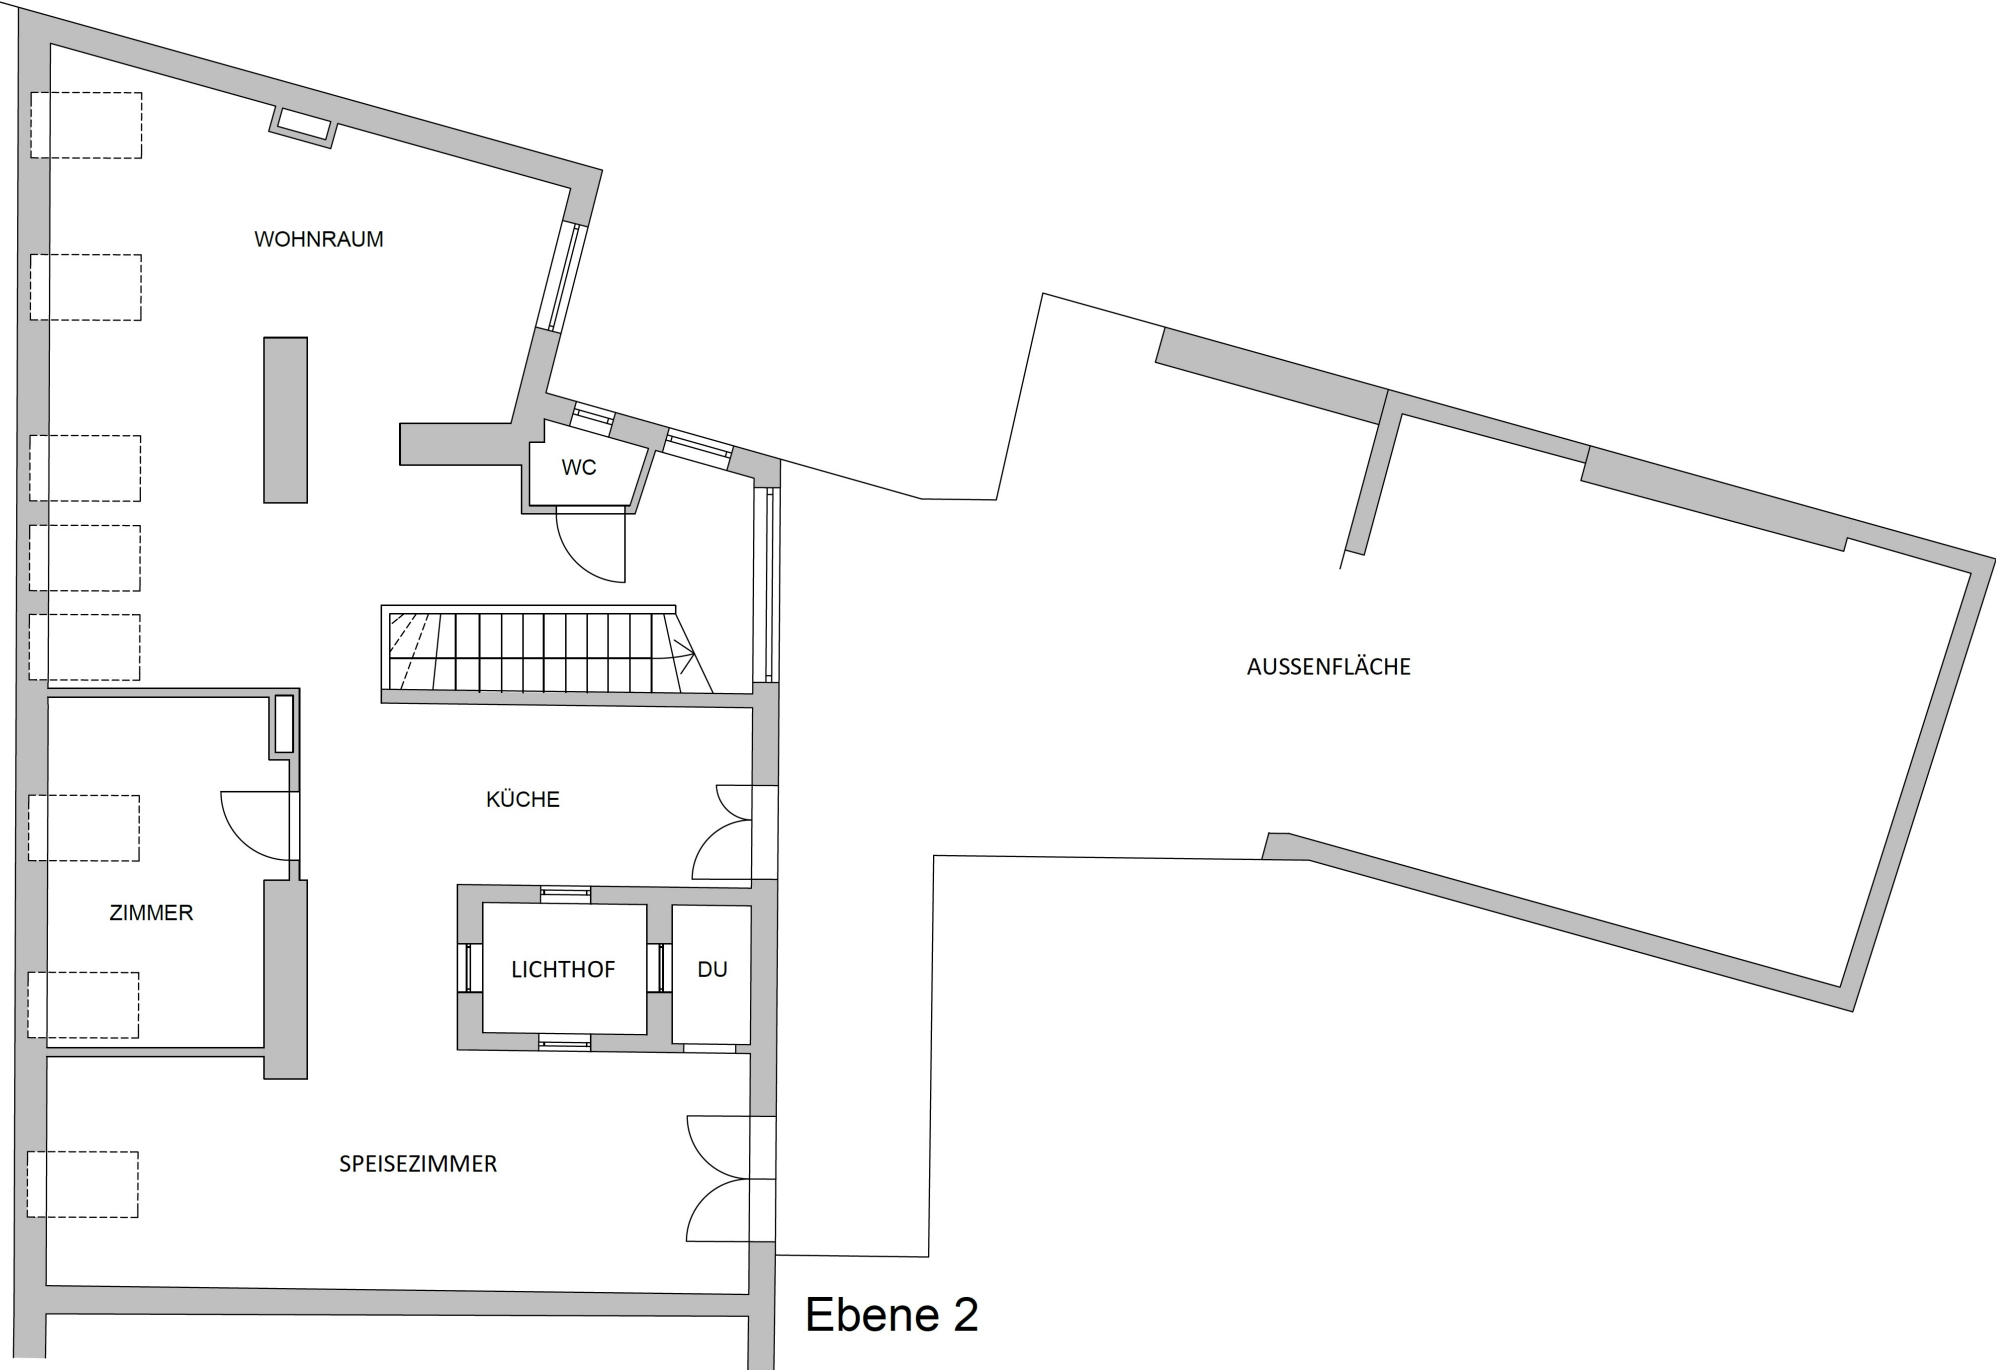 WOHNRAUM
WC
AUSSENFLÄCHE
KÜCHE
ZIMMER
LICHTHOF
DU
SPEISEZIMMER
Ebene 2